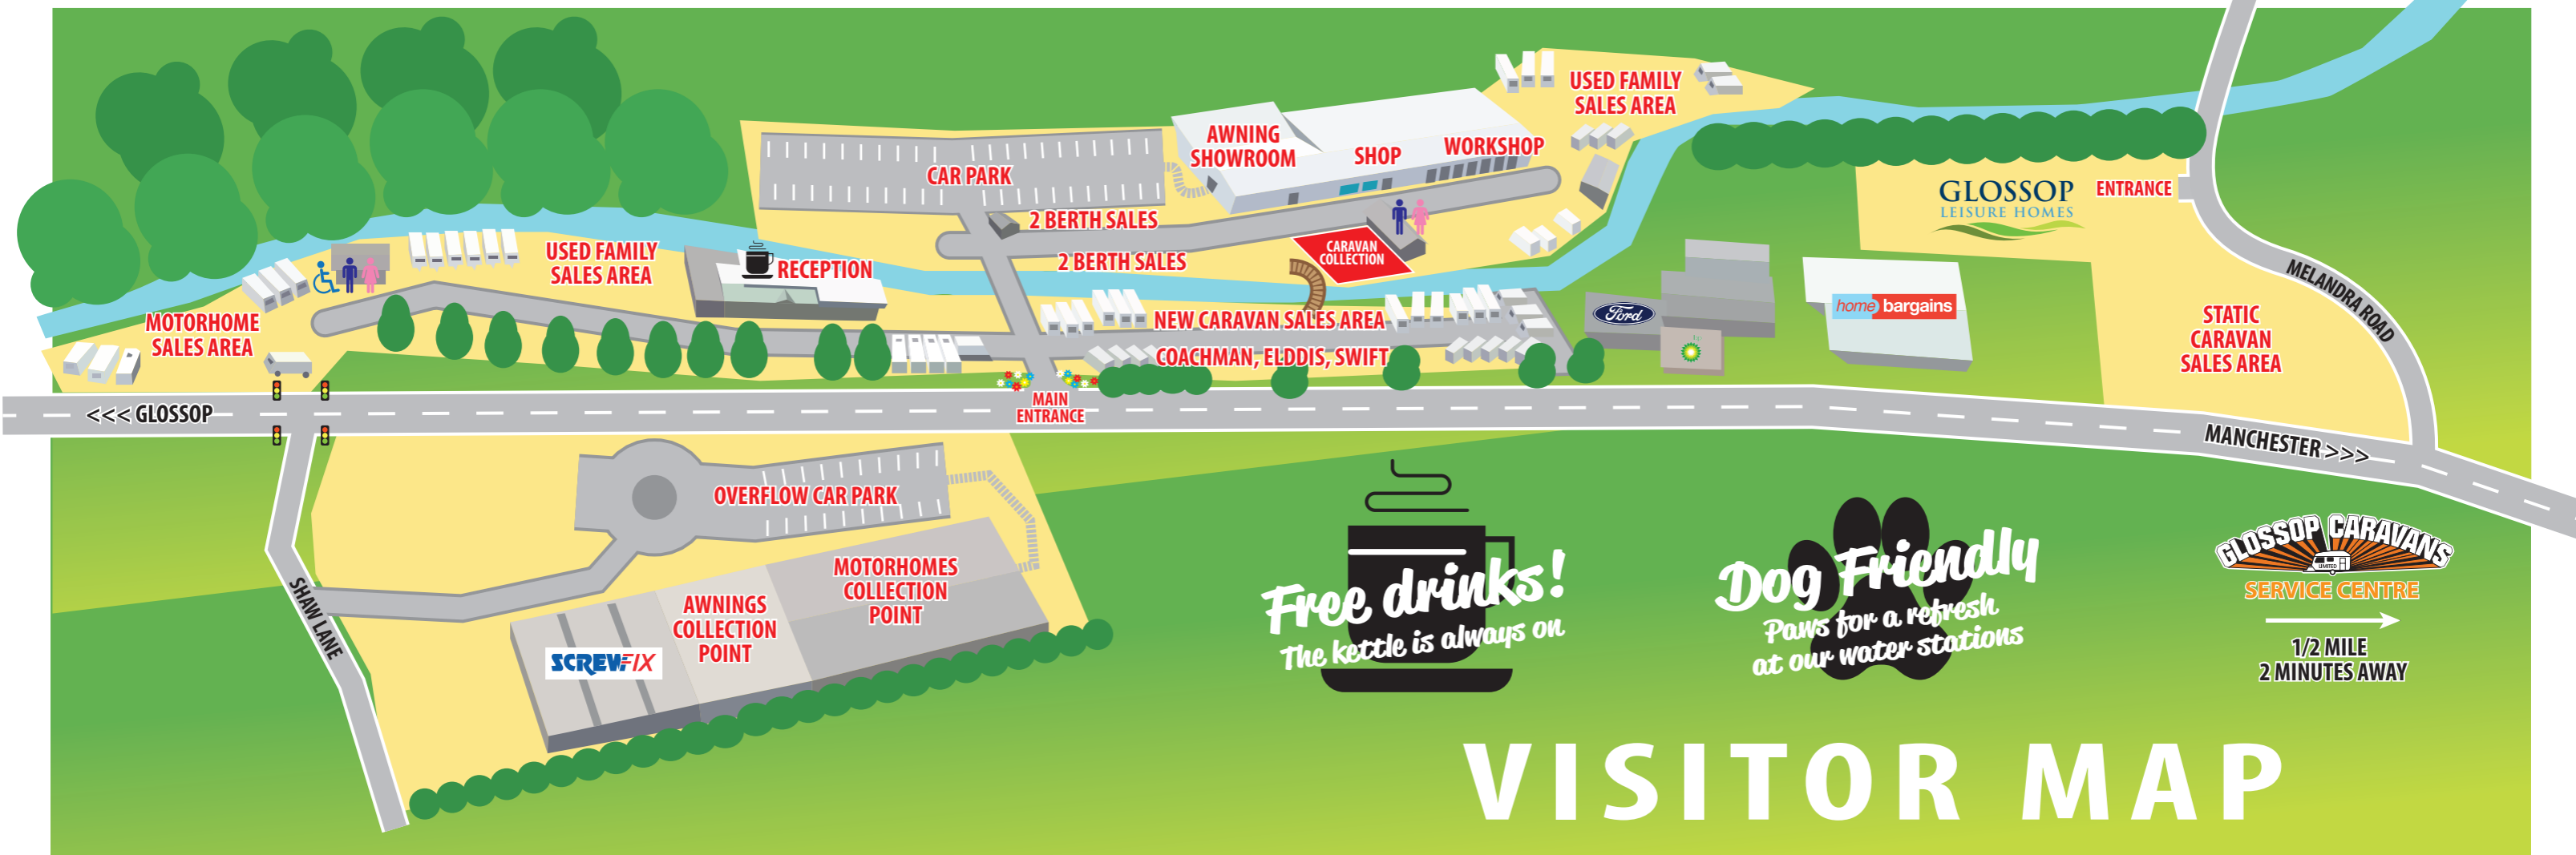 USED FAMILY
SALES AREA
AWNING
SHOWROOM
SHOP
WORKSHOP
CAR PARK
2 BERTH SALES
2 BERTH SALES
CARAVAN
COLLECTION
USED FAMILY
SALES AREA
RECEPTION
MOTORHOME
SALES AREA
NEW CARAVAN SALES AREA
COACHMAN, ELDDIS, SWIFT
Ford
bp
home bargains
GLOSSOP
LEISURE HOMES
ENTRANCE
MELANDRA ROAD
STATIC
CARAVAN
SALES AREA
<<< GLOSSOP
MAIN
ENTRANCE
MANCHESTER >>>
OVERFLOW CAR PARK
SHAW LANE
MOTORHOMES
COLLECTION
POINT
AWNINGS
COLLECTION
POINT
SCREWFIX
Free drinks!
The kettle is always on
Dog Friendly
Paws for a refresh
at our water stations
GLOSSOP CARAVANS
LIMITED
SERVICE CENTRE
1/2 MILE
2 MINUTES AWAY
VISITOR MAP